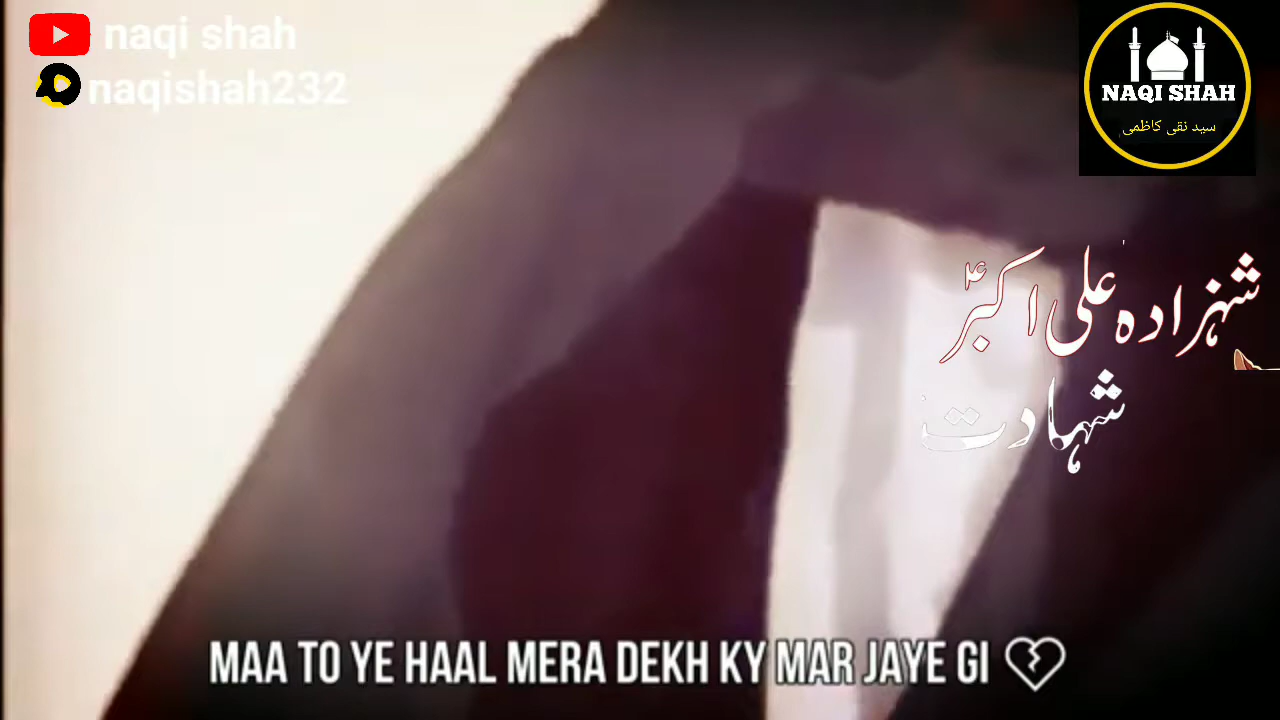 naqi shah
naqishah232
NAQI SHAH
سید نقی کاظمی
شہزادہ علی اکبرؑ
شہادت
MAA TO YE HAAL MERA DEKH KY MAR JAYE GI